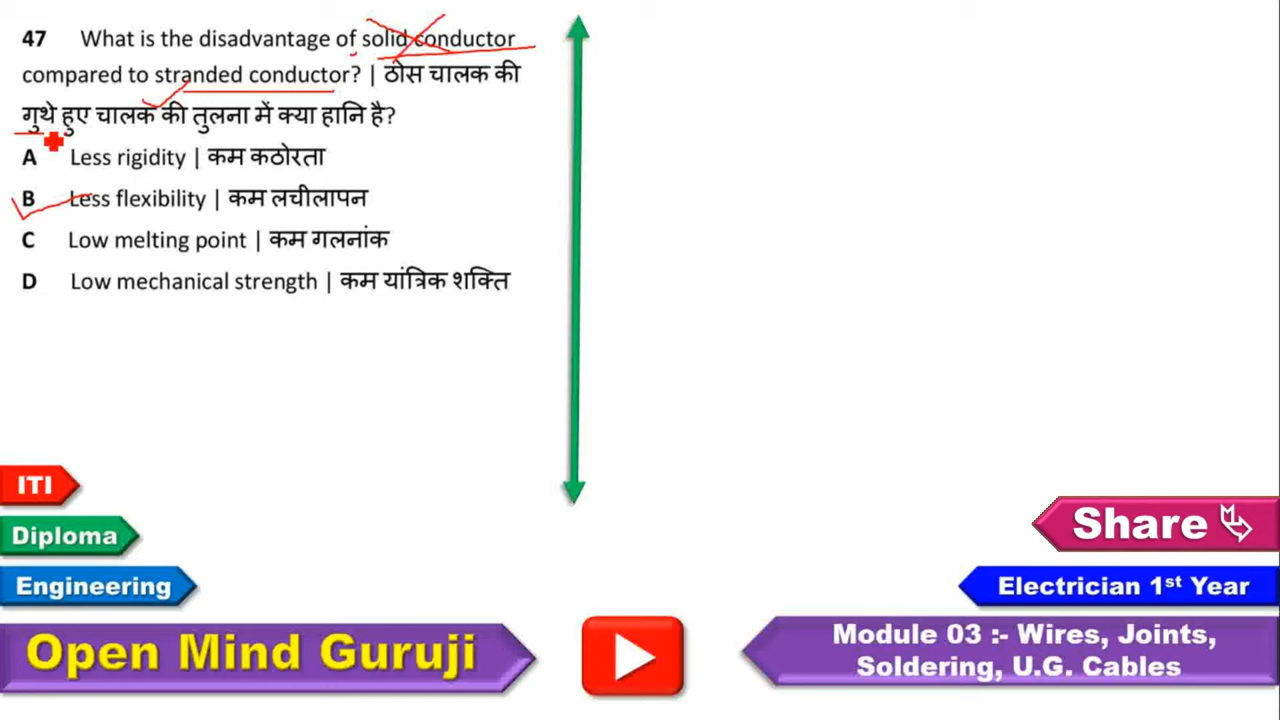 47 What is the disadvantage of solid conductor
compared to stranded conductor? | ठोस चालक की
गुथे हुए चालक की तुलना में क्या हानि है?
A Less rigidity | कम कठोरता
B Less flexibility | कम लचीलापन
C Low melting point | कम गलनांक
D Low mechanical strength | कम यांत्रिक शक्ति
ITI
Diploma
Engineering
Open Mind Guruji
Share
Electrician 1st Year
Module 03 :- Wires, Joints,
Soldering, U.G. Cables